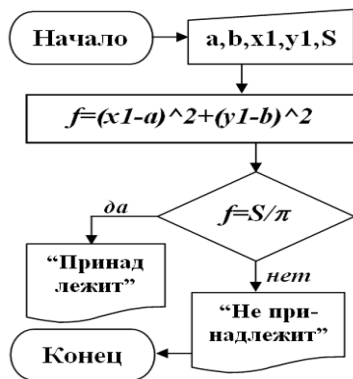 Начало
a,b,x1,y1,S
f=(x1-a)^2+(y1-b)^2
да
f=S/π
“Принад
лежит”
нет
“Не при-
надлежит”
Конец